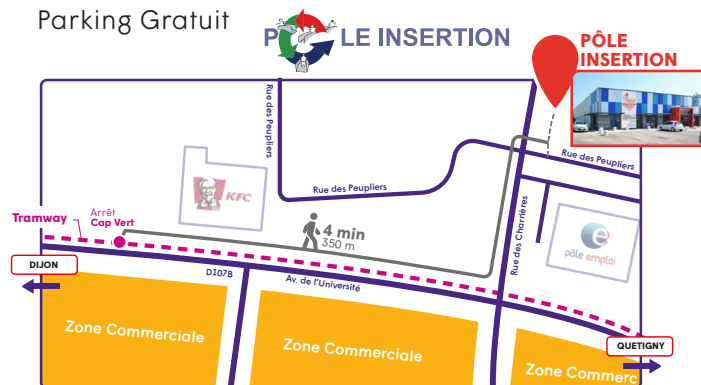 Parking Gratuit
PÔLE INSERTION
PÔLE
INSERTION
Rue des Peupliers
Rue des Peupliers
Rue des Peupliers
KFC
Tramway
Arrêt
Cap Vert
4 min
350 m
Rue des Charrières
pôle emploi
DIJON
D107B
Av. de l'Université
QUETIGNY
Zone Commerciale
Zone Commerciale
Zone Commerc